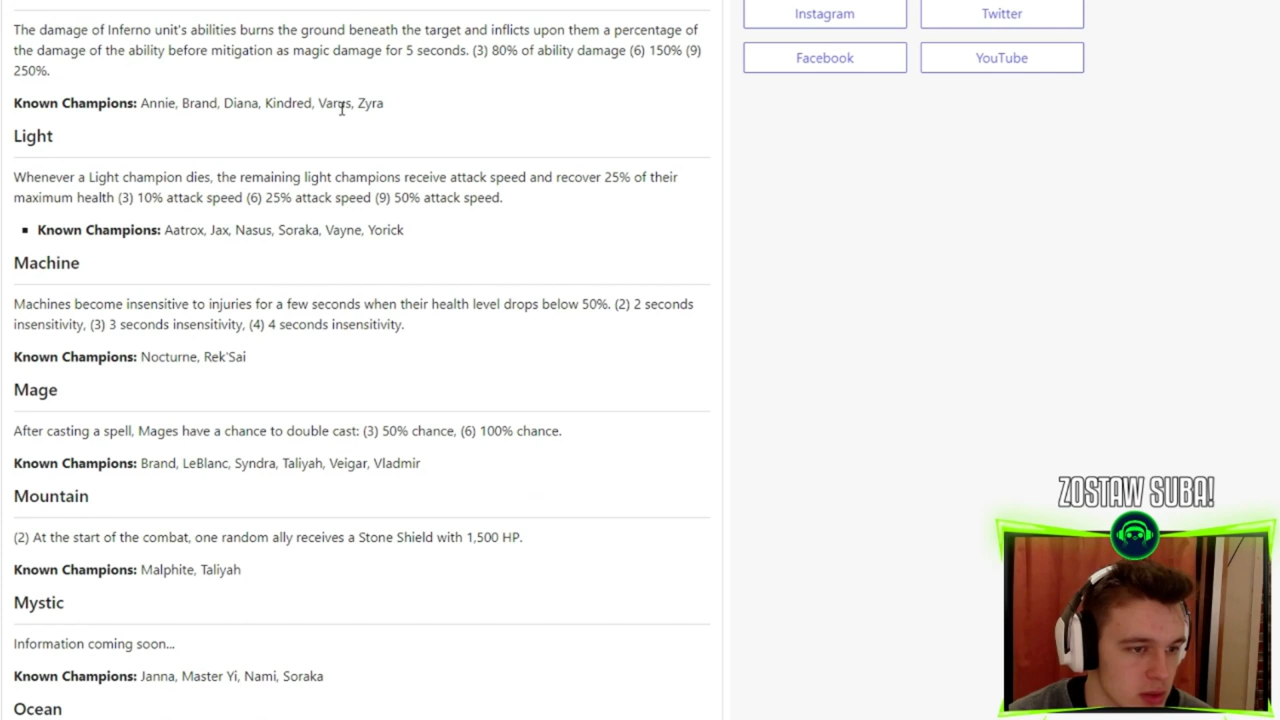 Instagram
Twitter
Facebook
YouTube
The damage of Inferno unit's abilities burns the ground beneath the target and inflicts upon them a percentage of
the damage of the ability before mitigation as magic damage for 5 seconds. (3) 80% of ability damage (6) 150% (9)
250%.
Known Champions: Annie, Brand, Diana, Kindred, Varus, Zyra
Light
Whenever a Light champion dies, the remaining light champions receive attack speed and recover 25% of their
maximum health (3) 10% attack speed (6) 25% attack speed (9) 50% attack speed.
▪ Known Champions: Aatrox, Jax, Nasus, Soraka, Vayne, Yorick
Machine
Machines become insensitive to injuries for a few seconds when their health level drops below 50%. (2) 2 seconds
insensitivity, (3) 3 seconds insensitivity, (4) 4 seconds insensitivity.
Known Champions: Nocturne, Rek'Sai
Mage
After casting a spell, Mages have a chance to double cast: (3) 50% chance, (6) 100% chance.
Known Champions: Brand, LeBlanc, Syndra, Taliyah, Veigar, Vladmir
Mountain
(2) At the start of the combat, one random ally receives a Stone Shield with 1,500 HP.
Known Champions: Malphite, Taliyah
Mystic
Information coming soon...
Known Champions: Janna, Master Yi, Nami, Soraka
Ocean
ZOSTAW SUBA!